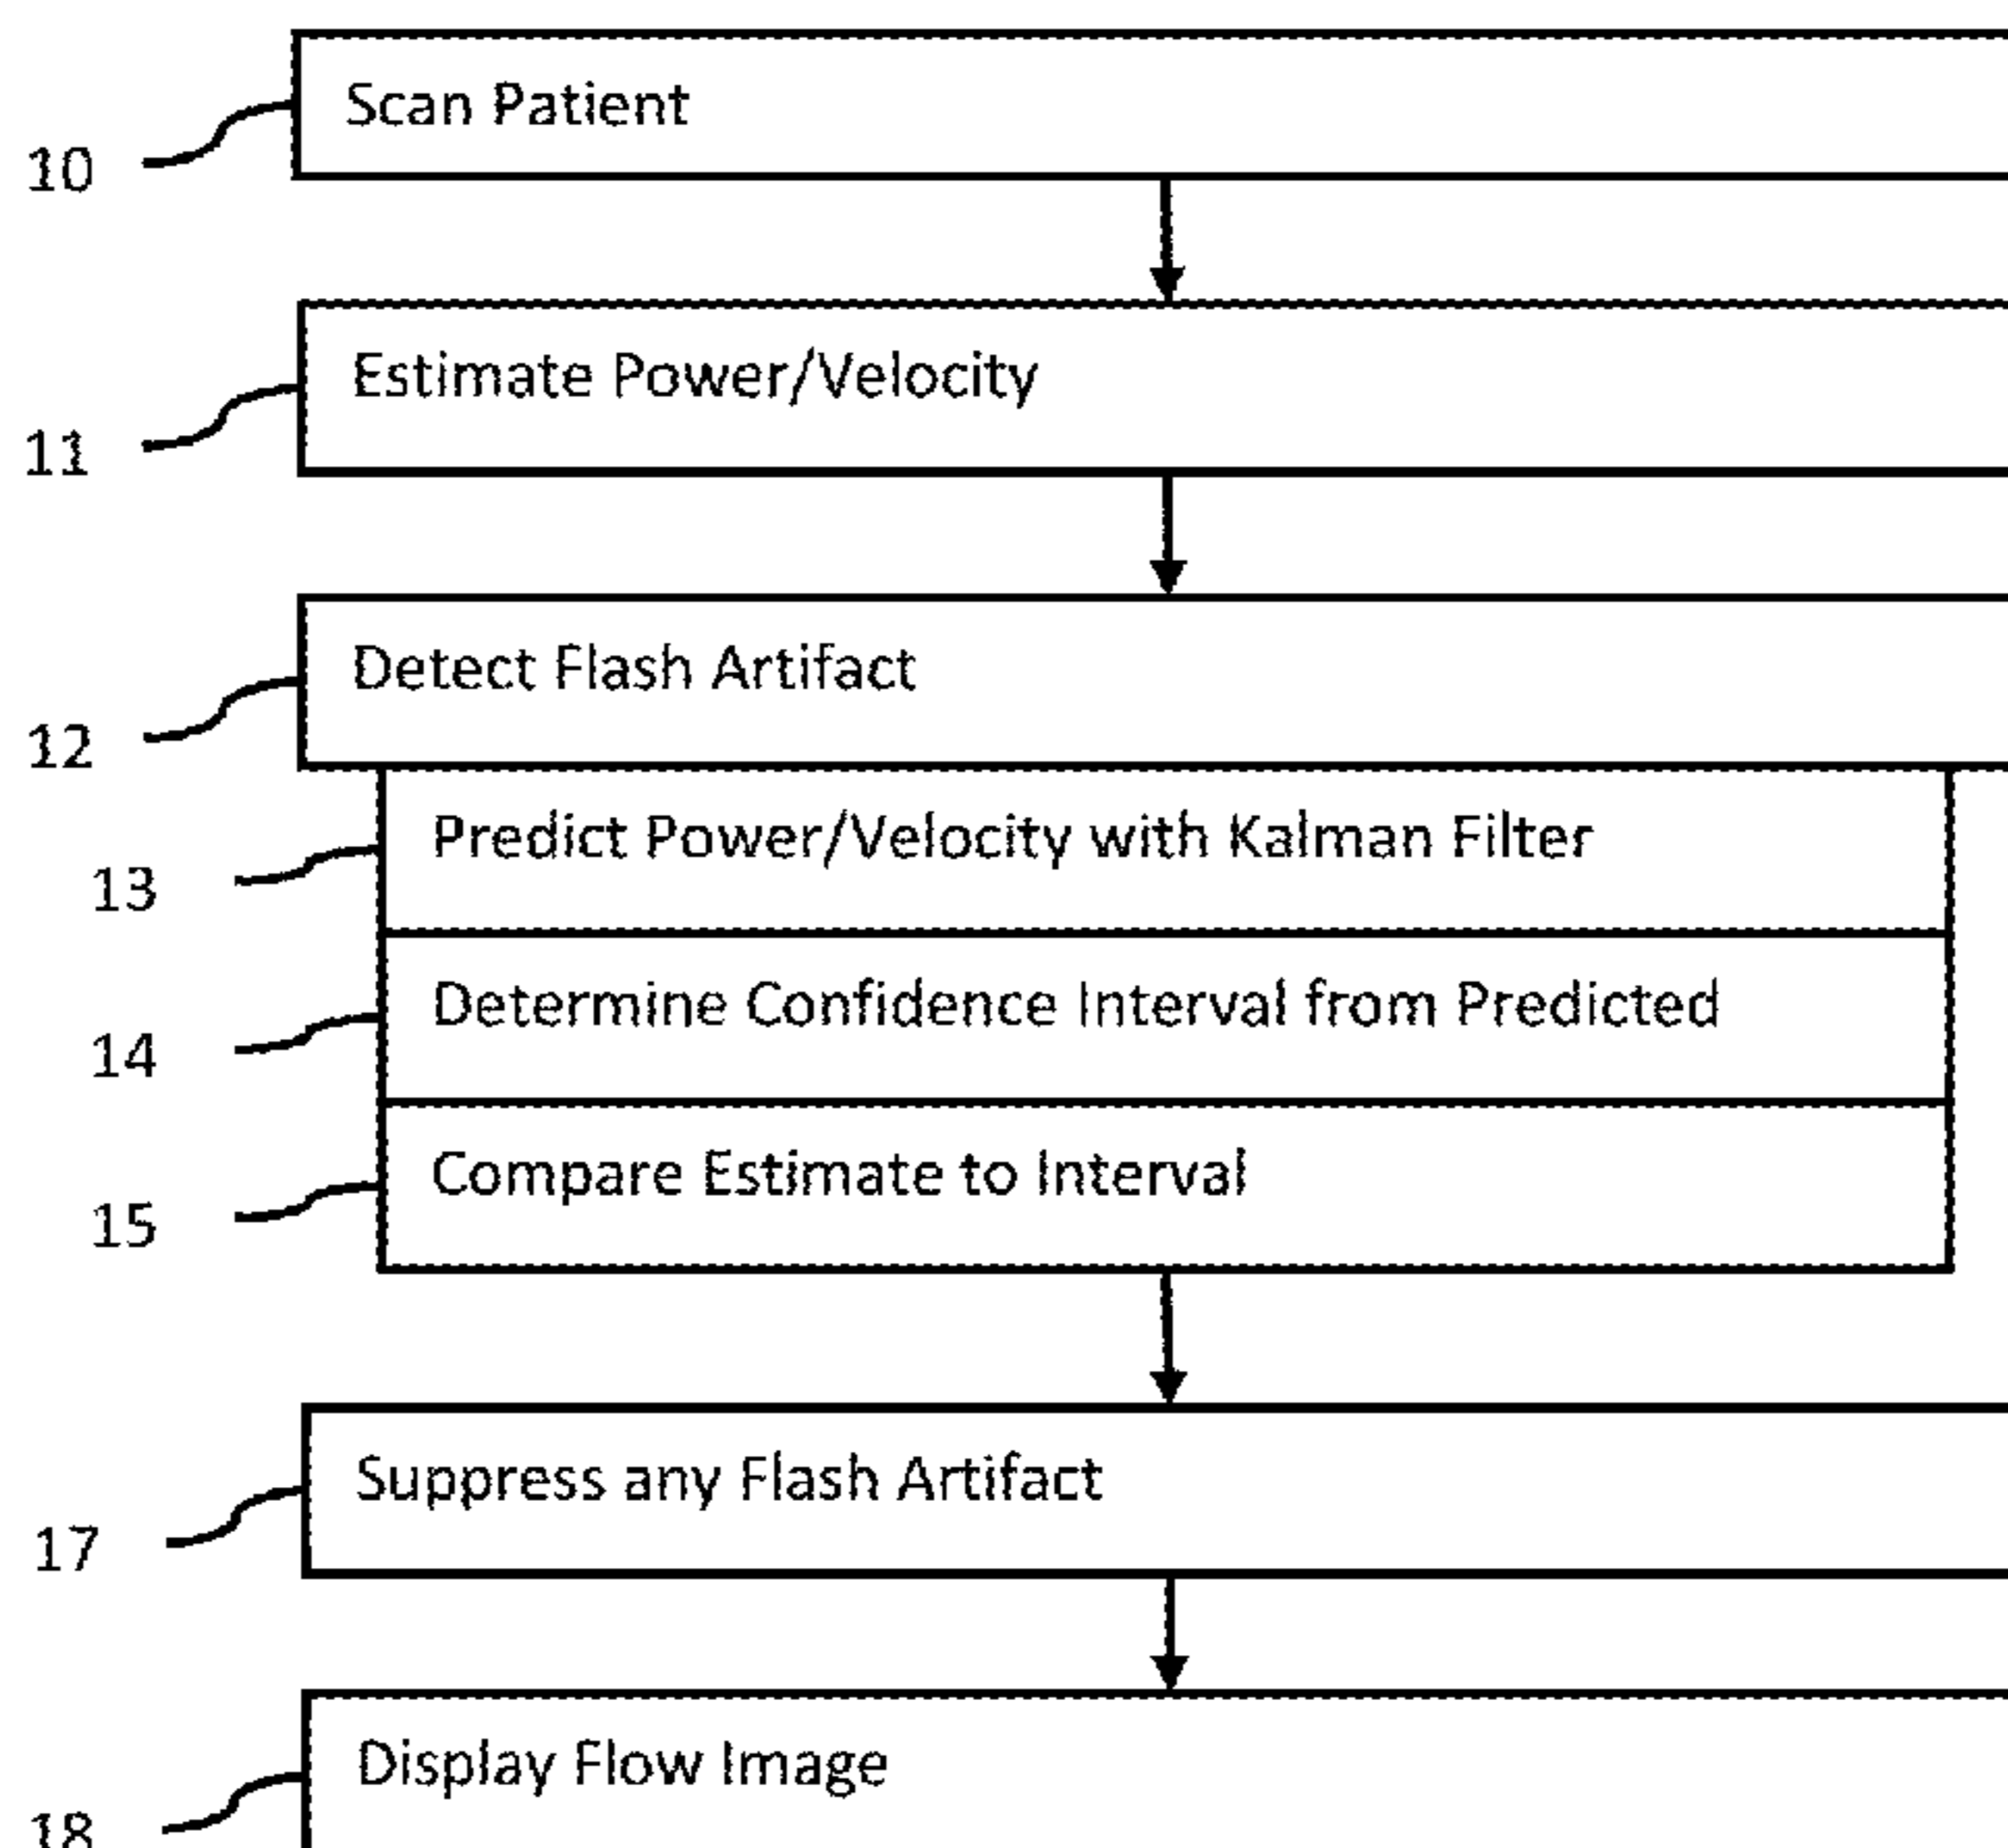 Scan Patient
10
Estimate Power/Velocity
11
Detect Flash Artifact
12
Predict Power/Velocity with Kalman Filter
13
Determine Confidence Interval from Predicted
14
Compare Estimate to Interval
15
Suppress any Flash Artifact
17
Display Flow Image
18